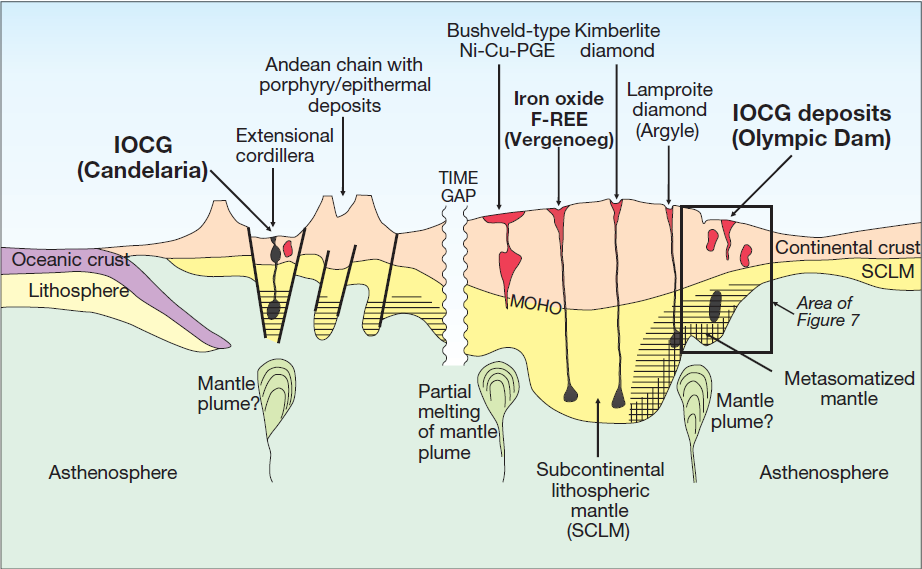 Bushveld-type
Ni-Cu-PGE
Kimberlite
diamond
Andean chain with
porphyry/epithermal
deposits
Iron oxide
F-REE
(Vergenoeg)
Lamproite
diamond
(Argyle)
IOCG deposits
(Olympic Dam)
IOCG
(Candelaria)
Extensional
cordillera
TIME
GAP
Oceanic crust
Lithosphere
Continental crust
SCLM
MOHO
Area of
Figure 7
Mantle
plume?
Partial
melting
of mantle
plume
Mantle
plume?
Metasomatized
mantle
Asthenosphere
Subcontinental
lithospheric
mantle
(SCLM)
Asthenosphere